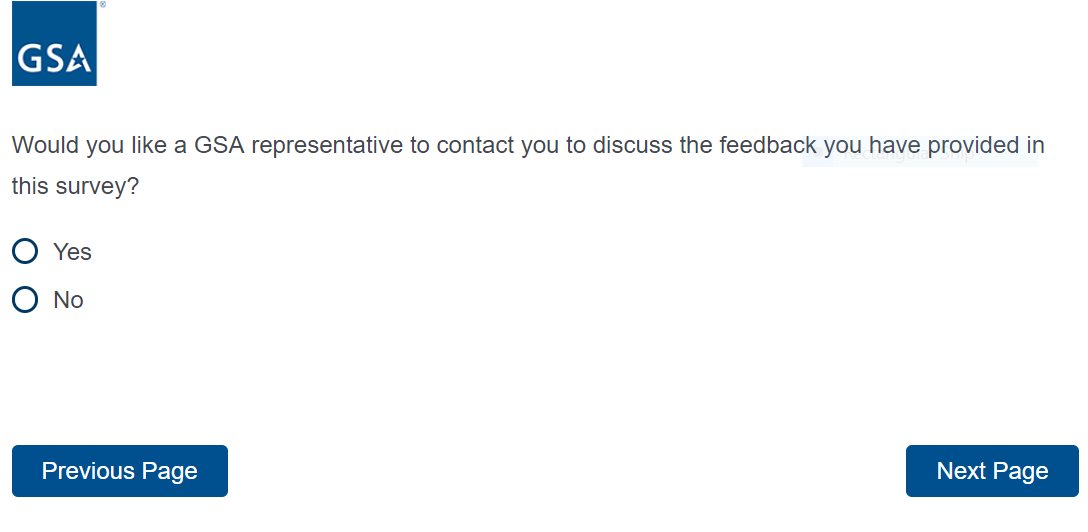 GSA
Would you like a GSA representative to contact you to discuss the feedback you have provided in
this survey?
Yes
No
Previous Page
Next Page